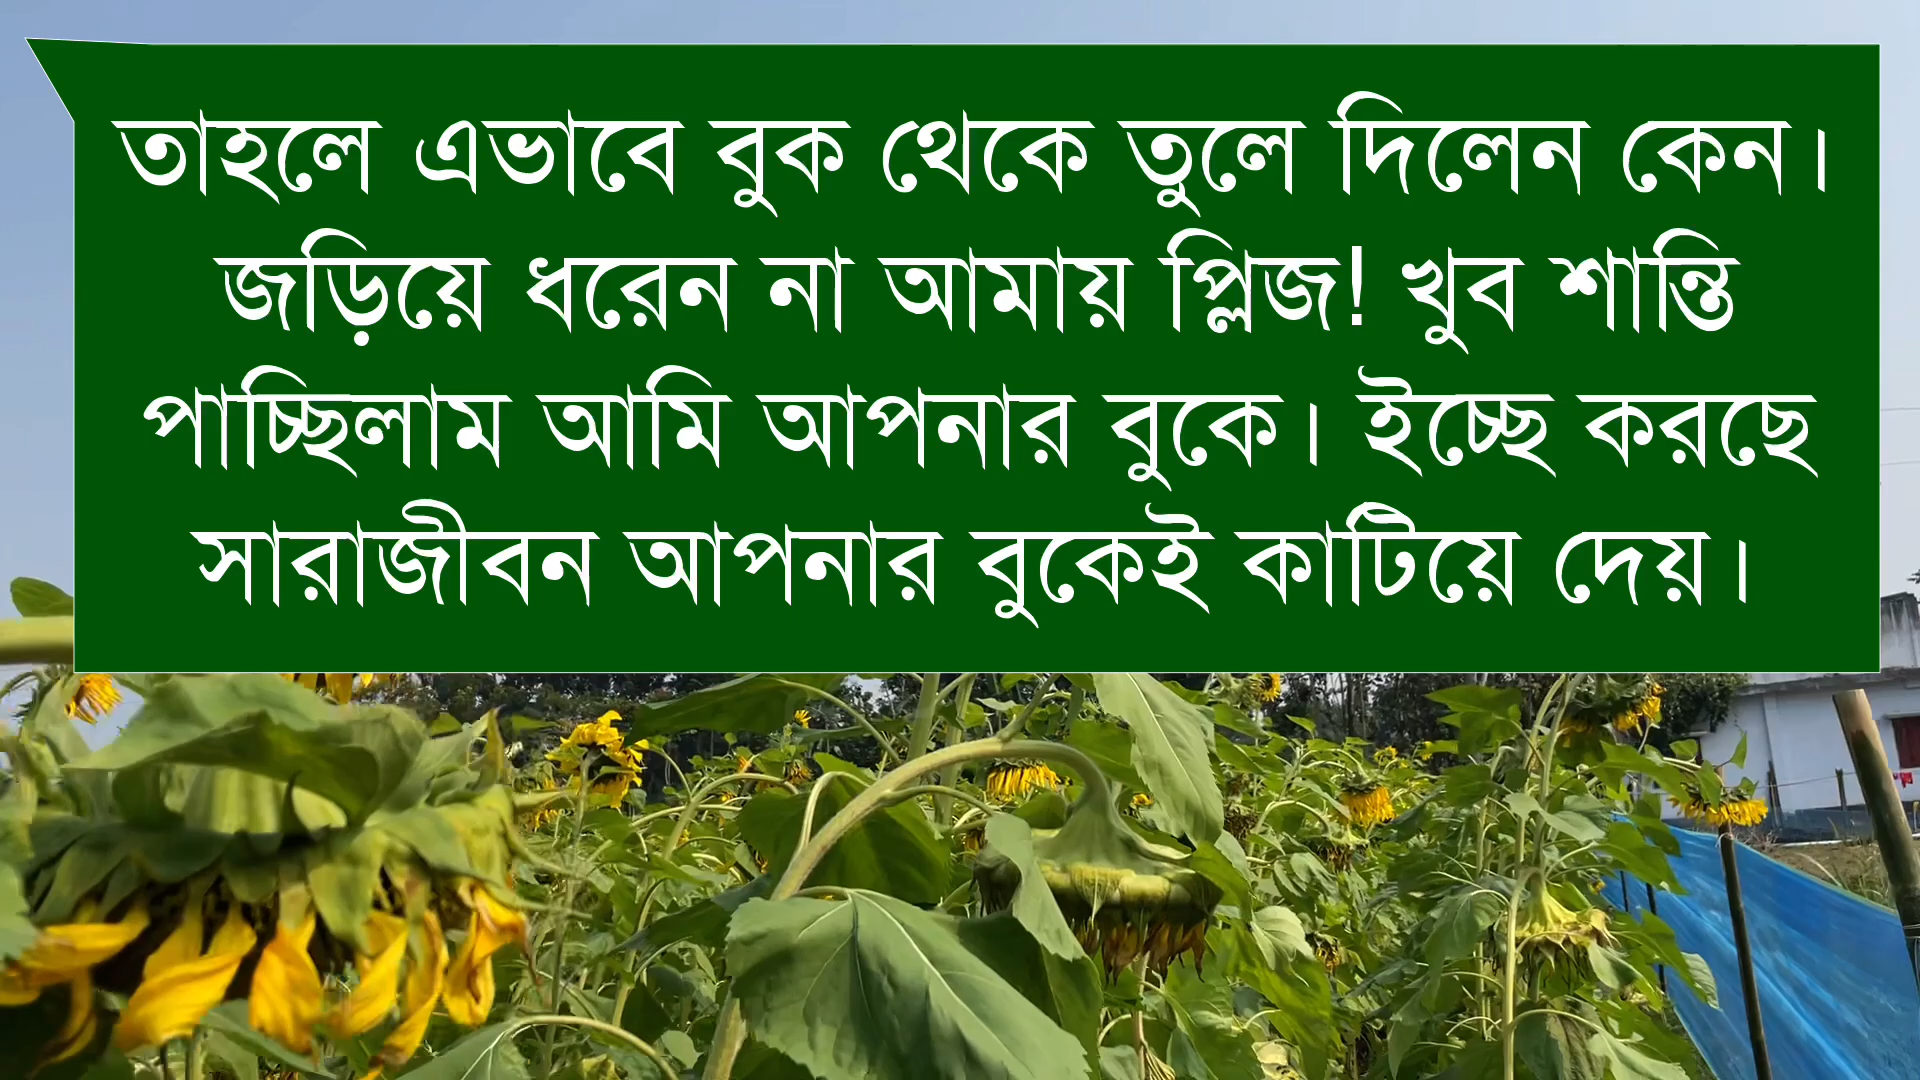 তাহলে এভাবে বুক থেকে তুলে দিলেন কেন।
জড়িয়ে ধরেন না আমায় প্লিজ! খুব শান্তি
পাচ্ছিলাম আমি আপনার বুকে। ইচ্ছে করছে
সারাজীবন আপনার বুকেই কাটিয়ে দেয়।